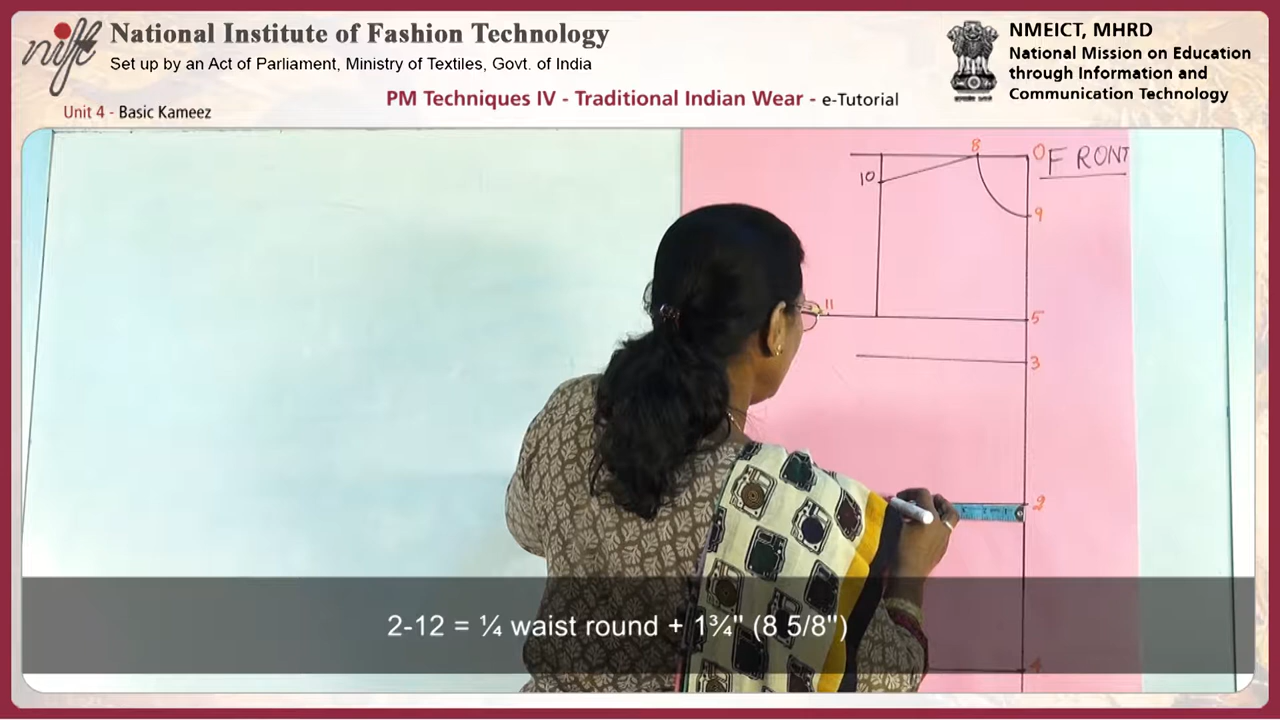 nift
National Institute of Fashion Technology
Set up by an Act of Parliament, Ministry of Textiles, Govt. of India
NMEICT, MHRD
National Mission on Education
through Information and
Communication Technology
Unit 4 - Basic Kameez
PM Techniques IV - Traditional Indian Wear - e-Tutorial
8
0
FRONT
10
9
11
5
3
2
4
2-12 = ¼ waist round + 1¾" (8 5/8")